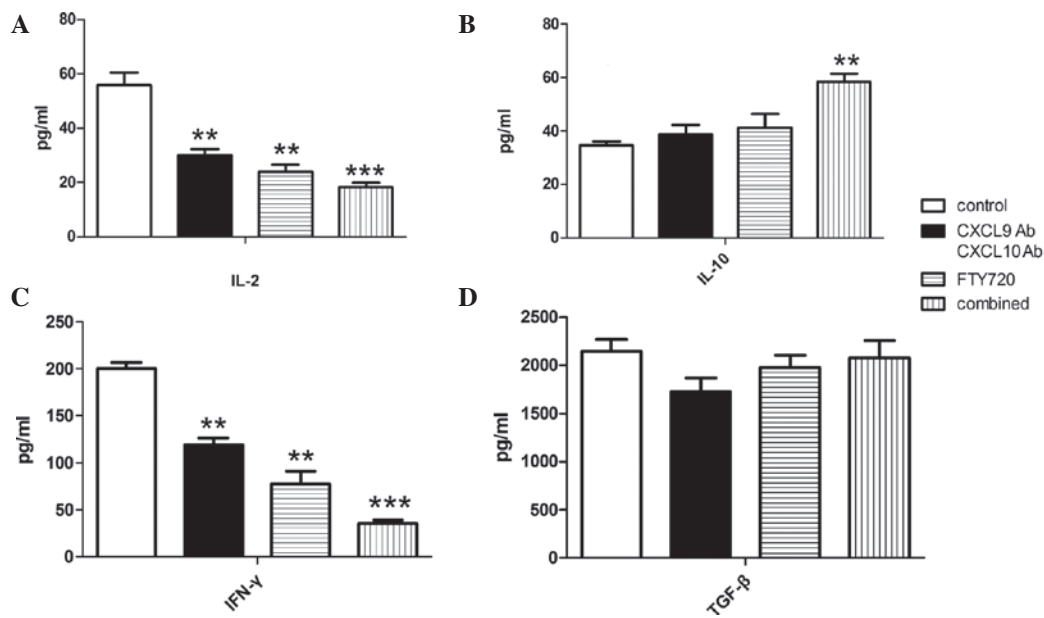 A
80
60
40
20
0
pg/ml
**
**
***
IL-2
B
80
60
40
20
0
pg/ml
**
IL-10
control
CXCL9 Ab
CXCL10 Ab
FTY720
combined
C
250
200
150
100
50
0
pg/ml
**
**
***
IFN-γ
D
2500
2000
1500
1000
500
0
pg/ml
TGF-β